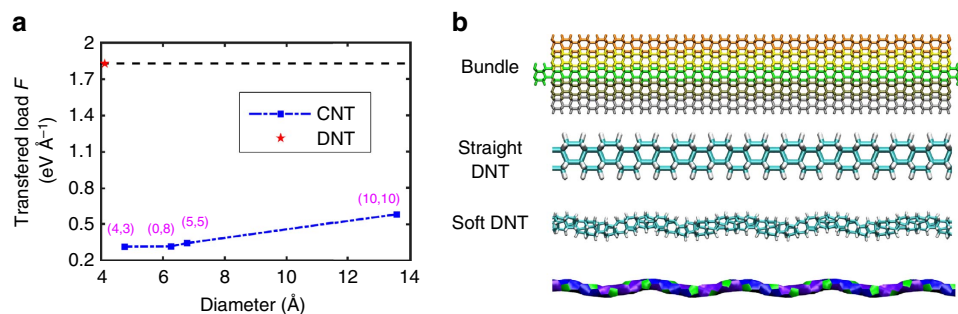 a
2
1.7
1.4
1.1
0.8
0.5
0.2
4
6
8
10
12
14
Transferred load F
(eV Å⁻¹)
Diameter (Å)
CNT
DNT
(4,3)
(0,8)
(5,5)
(10,10)
b
Bundle
Straight
DNT
Soft DNT